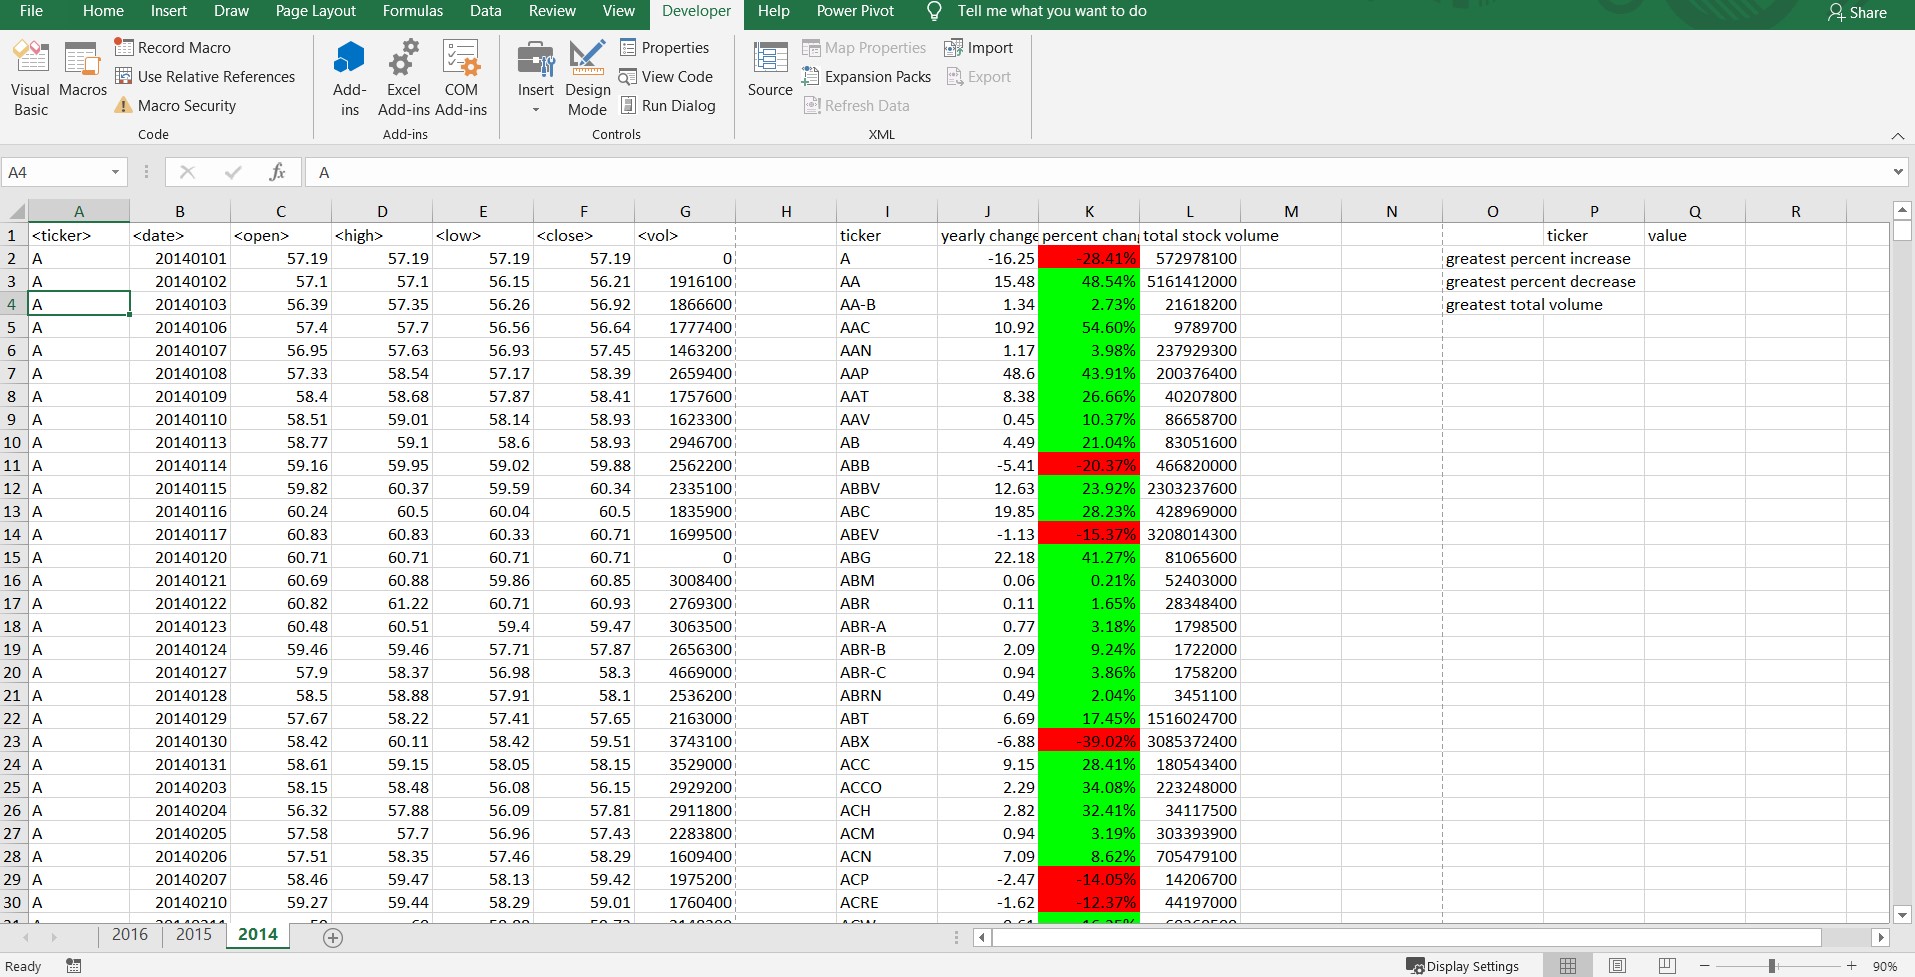 File Home Insert Draw Page Layout Formulas Data Review View Developer Help Power Pivot Tell me what you want to do Share
Visual Basic
Macros
Record Macro
Use Relative References
Macro Security
Code
Add-ins
Excel Add-ins
COM Add-ins
Add-ins
Insert
Design Mode
Properties
View Code
Run Dialog
Controls
Source
Map Properties
Expansion Packs
Refresh Data
Import
Export
XML
A4 fx A
A B C D E F G H I J K L M N O P Q R
1 <ticker> <date> <open> <high> <low> <close> <vol> ticker yearly change percent chan total stock volume ticker value
2 A 20140101 57.19 57.19 57.19 57.19 0 A -16.25 -28.41% 572978100 greatest percent increase
3 A 20140102 57.1 57.1 56.15 56.21 1916100 AA 15.48 48.54% 5161412000 greatest percent decrease
4 A 20140103 56.39 57.35 56.26 56.92 1866600 AA-B 1.34 2.73% 21618200 greatest total volume
5 A 20140106 57.4 57.7 56.56 56.64 1777400 AAC 10.92 54.60% 9789700
6 A 20140107 56.95 57.63 56.93 57.45 1463200 AAN 1.17 3.98% 237929300
7 A 20140108 57.33 58.54 57.17 58.39 2659400 AAP 48.6 43.91% 200376400
8 A 20140109 58.4 58.68 57.87 58.41 1757600 AAT 8.38 26.66% 40207800
9 A 20140110 58.51 59.01 58.14 58.93 1623300 AAV 0.45 10.37% 86658700
10 A 20140113 58.77 59.1 58.6 58.93 2946700 AB 4.49 21.04% 83051600
11 A 20140114 59.16 59.95 59.02 59.88 2562200 ABB -5.41 -20.37% 466820000
12 A 20140115 59.82 60.37 59.59 60.34 2335100 ABBV 12.63 23.92% 2303237600
13 A 20140116 60.24 60.5 60.04 60.5 1835900 ABC 19.85 28.23% 428969000
14 A 20140117 60.83 60.83 60.33 60.71 1699500 ABEV -1.13 -15.37% 3208014300
15 A 20140120 60.71 60.71 60.71 60.71 0 ABG 22.18 41.27% 81065600
16 A 20140121 60.69 60.88 59.86 60.85 3008400 ABM 0.06 0.21% 52403000
17 A 20140122 60.82 61.22 60.71 60.93 2769300 ABR 0.11 1.65% 28348400
18 A 20140123 60.48 60.51 59.4 59.47 3063500 ABR-A 0.77 3.18% 1798500
19 A 20140124 59.46 59.46 57.71 57.87 2656300 ABR-B 2.09 9.24% 1722000
20 A 20140127 57.9 58.37 56.98 58.3 4669000 ABR-C 0.94 3.86% 1758200
21 A 20140128 58.5 58.88 57.91 58.1 2536200 ABRN 0.49 2.04% 3451100
22 A 20140129 57.67 58.22 57.41 57.65 2163000 ABT 6.69 17.45% 1516024700
23 A 20140130 58.42 60.11 58.42 59.51 3743100 ABX -6.88 -39.02% 3085372400
24 A 20140131 58.61 59.15 58.05 58.15 3529000 ACC 9.15 28.41% 180543400
25 A 20140203 58.15 58.48 56.08 56.15 2929200 ACCO 2.29 34.08% 223248000
26 A 20140204 56.32 57.88 56.09 57.81 2911800 ACH 2.82 32.41% 34117500
27 A 20140205 57.58 57.7 56.96 57.43 2283800 ACM 0.94 3.19% 303393900
28 A 20140206 57.51 58.35 57.46 58.29 1609400 ACN 7.09 8.62% 705479100
29 A 20140207 58.46 59.47 58.13 59.42 1975200 ACP -2.47 -14.05% 14206700
30 A 20140210 59.27 59.44 58.29 59.01 1760400 ACRE -1.62 -12.37% 44197000
2016 2015 2014
Ready Display Settings 90%